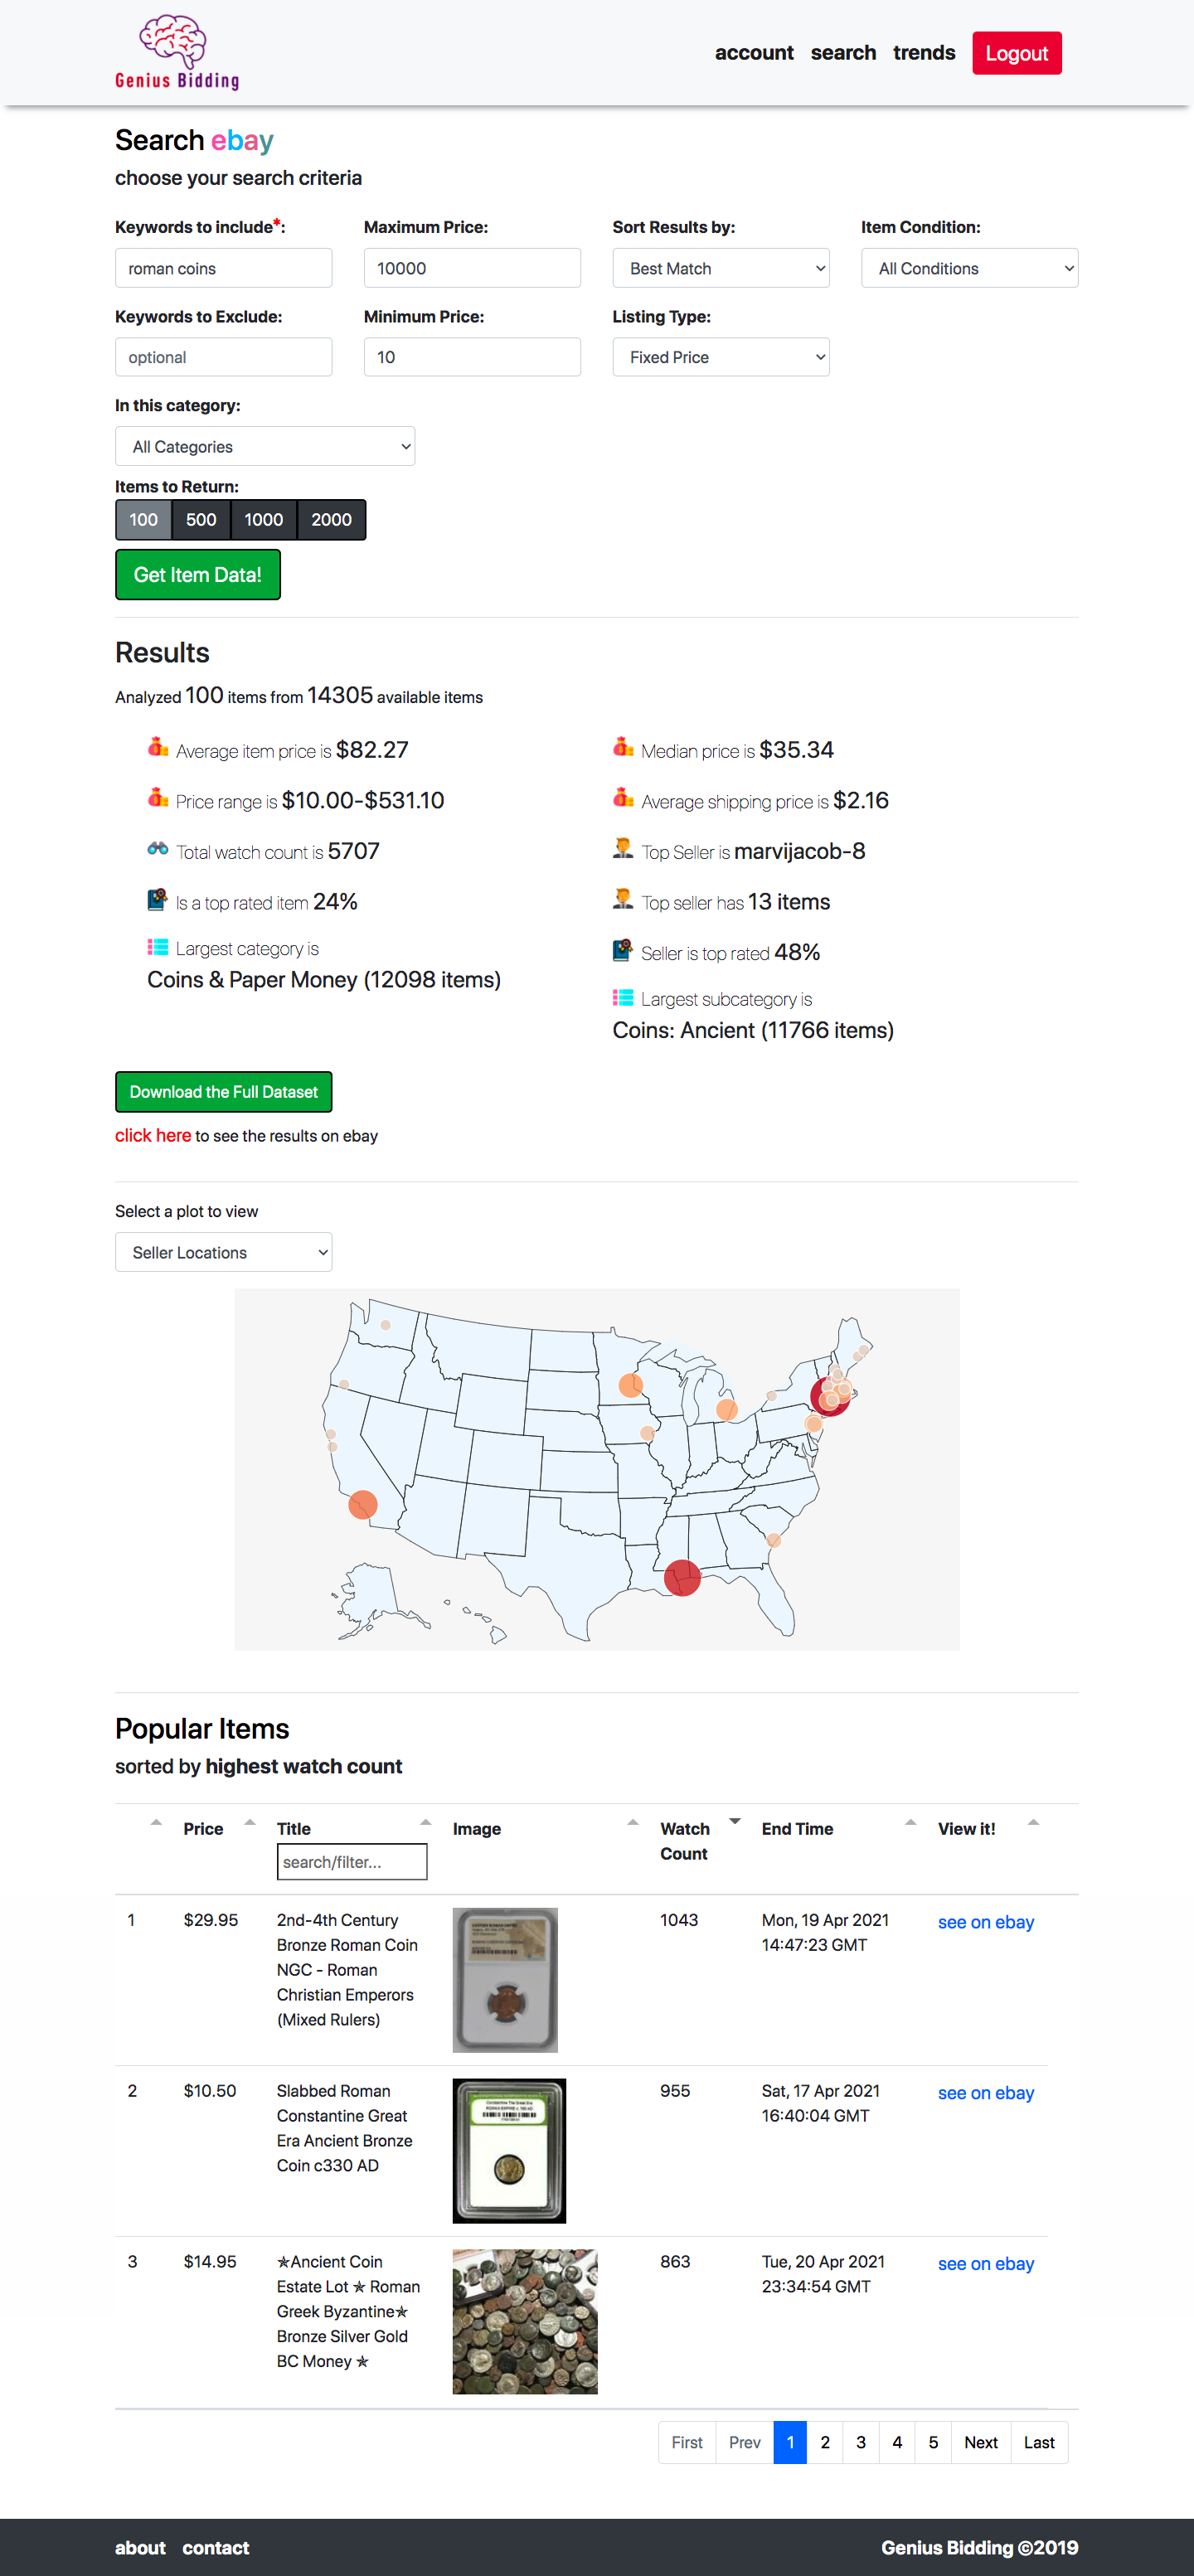 Genius Bidding
account search trends Logout
Search ebay
choose your search criteria
Keywords to include*: Maximum Price: Sort Results by: Item Condition:
roman coins 10000 Best Match All Conditions
Keywords to Exclude: Minimum Price: Listing Type:
optional 10 Fixed Price
In this category:
All Categories
Items to Return:
100 500 1000 2000
Get Item Data!
Results
Analyzed 100 items from 14305 available items
Average item price is $82.27
Price range is $10.00-$531.10
Total watch count is 5707
Is a top rated item 24%
Largest category is
Coins & Paper Money (12098 items)
Median price is $35.34
Average shipping price is $2.16
Top Seller is marvijacob-8
Top seller has 13 items
Seller is top rated 48%
Largest subcategory is
Coins: Ancient (11766 items)
Download the Full Dataset
click here to see the results on ebay
Select a plot to view
Seller Locations
Popular Items
sorted by highest watch count
Price Title Image Watch End Time View it!
Count
search/filter...
1 $29.95 2nd-4th Century 1043 Mon, 19 Apr 2021 see on ebay
Bronze Roman Coin 14:47:23 GMT
NGC - Roman
Christian Emperors
(Mixed Rulers)
2 $10.50 Slabbed Roman 955 Sat, 17 Apr 2021 see on ebay
Constantine Great 16:40:04 GMT
Era Ancient Bronze
Coin c330 AD
3 $14.95 ✯Ancient Coin 863 Tue, 20 Apr 2021 see on ebay
Estate Lot ✯ Roman 23:34:54 GMT
Greek Byzantine✯
Bronze Silver Gold
BC Money ✯
First Prev 1 2 3 4 5 Next Last
about contact Genius Bidding ©2019